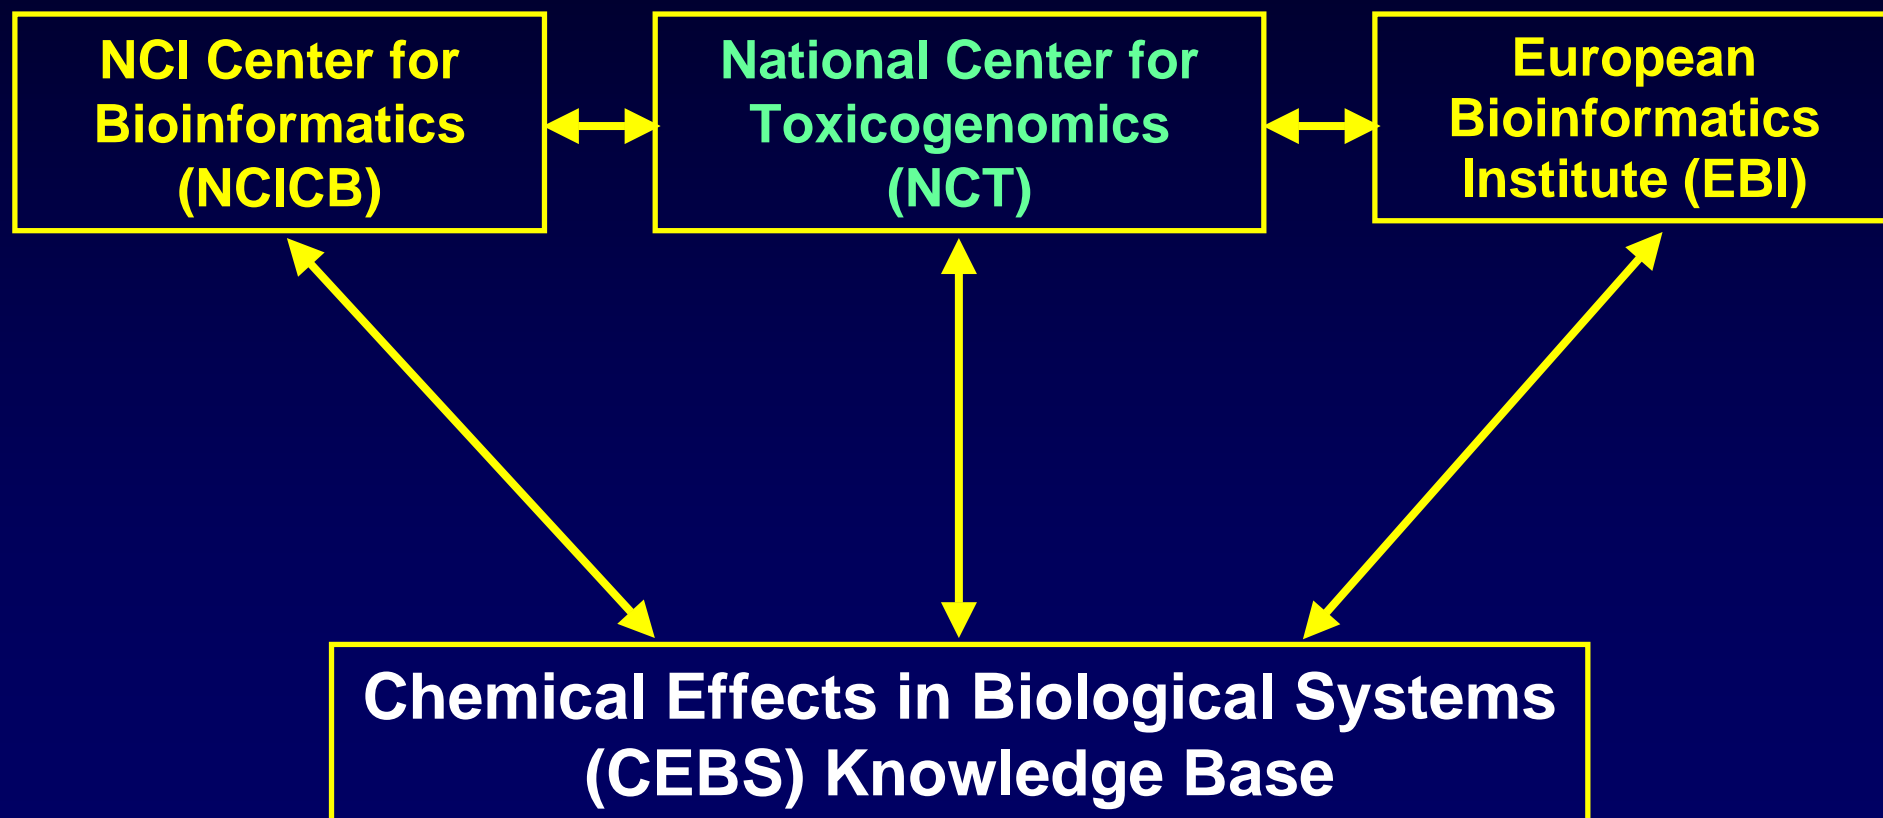 NCI Center for
Bioinformatics
(NCICB)
National Center for
Toxicogenomics
(NCT)
European
Bioinformatics
Institute (EBI)
Chemical Effects in Biological Systems
(CEBS) Knowledge Base